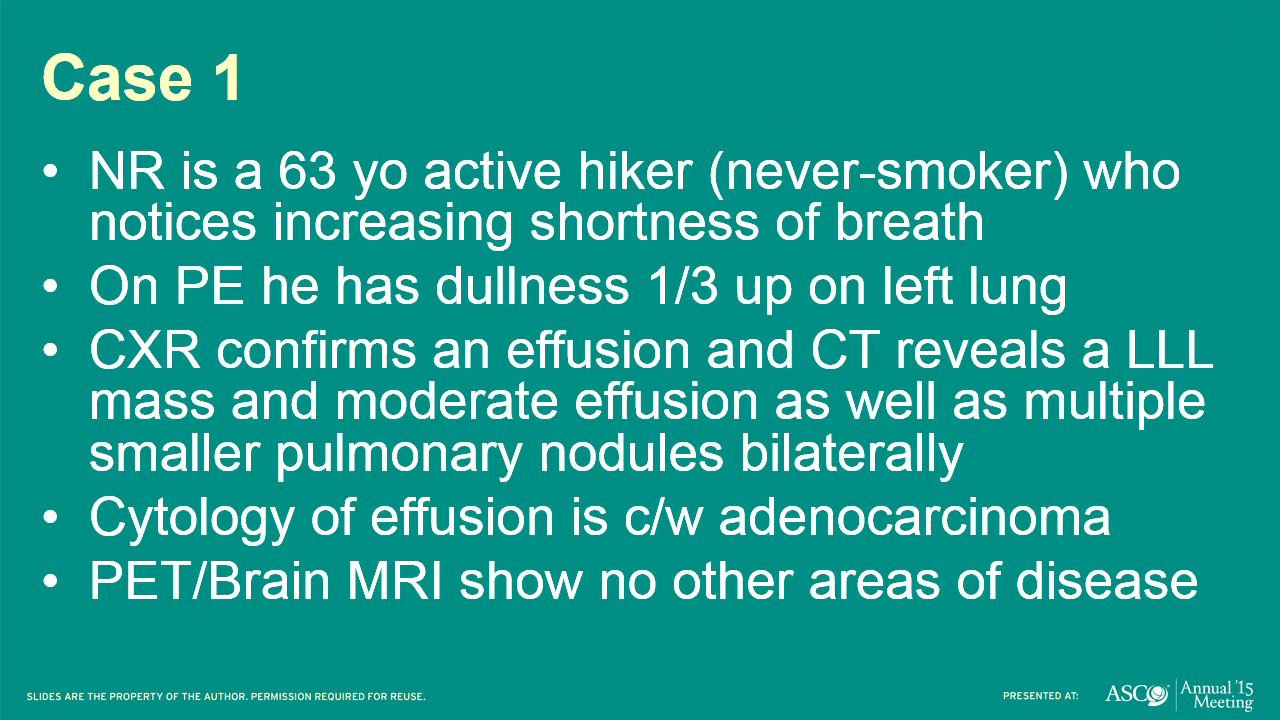 Case 1
• NR is a 63 yo active hiker (never-smoker) who
notices increasing shortness of breath
• On PE he has dullness 1/3 up on left lung
• CXR confirms an effusion and CT reveals a LLL
mass and moderate effusion as well as multiple
smaller pulmonary nodules bilaterally
• Cytology of effusion is c/w adenocarcinoma
• PET/Brain MRI show no other areas of disease
SLIDES ARE THE PROPERTY OF THE AUTHOR. PERMISSION REQUIRED FOR REUSE.
PRESENTED AT:
ASCO Annual '15
Meeting